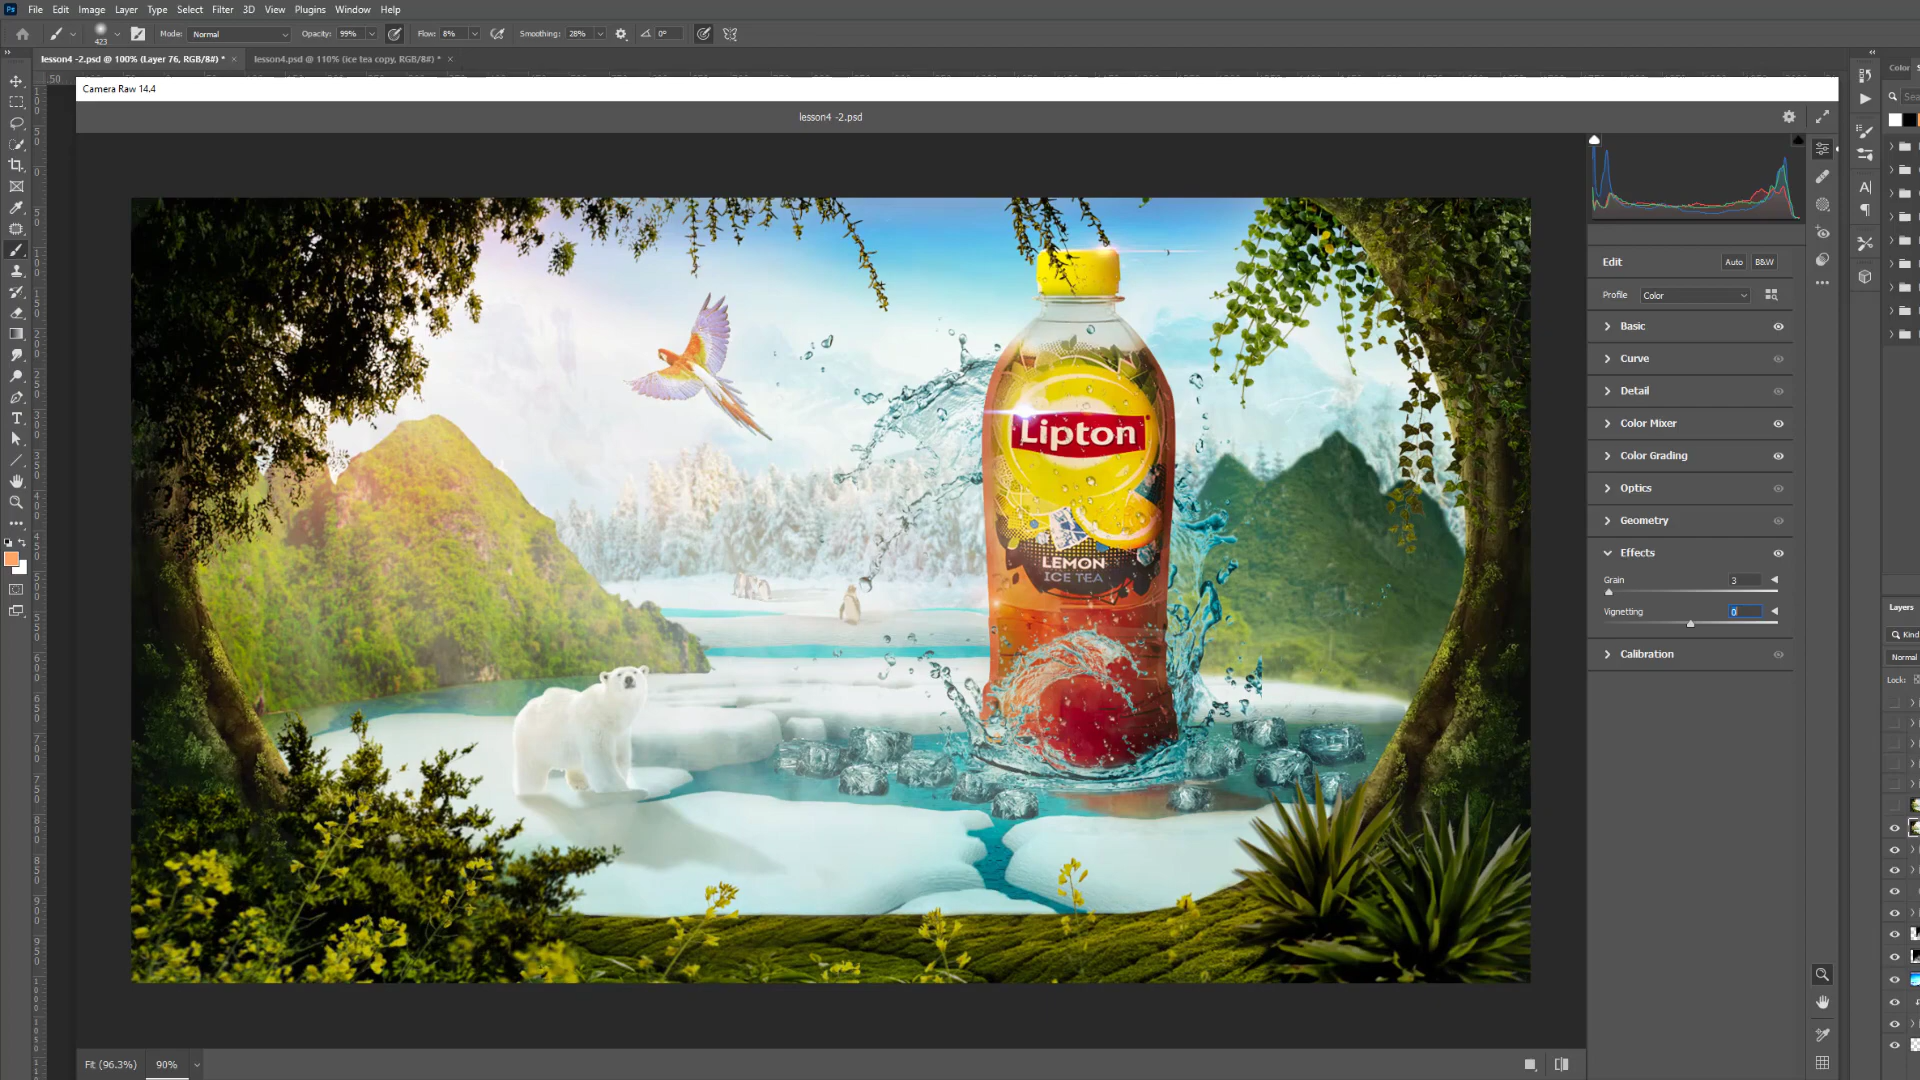 Ps File Edit Image Layer Type Select Filter 3D View Plugins Window Help
423 Mode: Normal Opacity: 99% Flow: 8% Smoothing: 28% 0°
lesson4 -2.psd @ 100% (Layer 76, RGB/8#) * × lesson4.psd @ 110% (ice tea copy, RGB/8#) * ×
Camera Raw 14.4
lesson4 -2.psd
Color
Edit Auto B&W
Profile Color
Basic
Curve
Detail
Color Mixer
Color Grading
Optics
Geometry
Effects
Grain 3
Vignetting 0
Calibration
Lipton
LEMON
ICE TEA
Layers
Kind
Normal
Lock:
Fit (96.3%) 90%